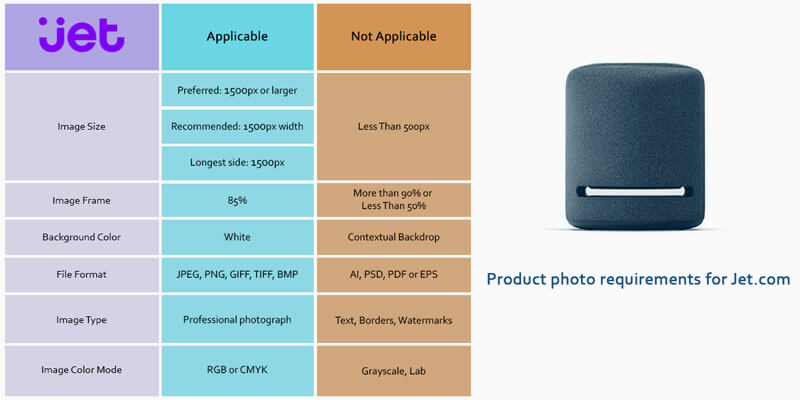 jet
Applicable
Not Applicable
Image Size
Preferred: 1500px or larger
Recommended: 1500px width
Longest side: 1500px
Less Than 500px
Image Frame
85%
More than 90% or
Less Than 50%
Background Color
White
Contextual Backdrop
File Format
JPEG, PNG, GIFF, TIFF, BMP
AI, PSD, PDF or EPS
Image Type
Professional photograph
Text, Borders, Watermarks
Image Color Mode
RGB or CMYK
Grayscale, Lab
Product photo requirements for Jet.com